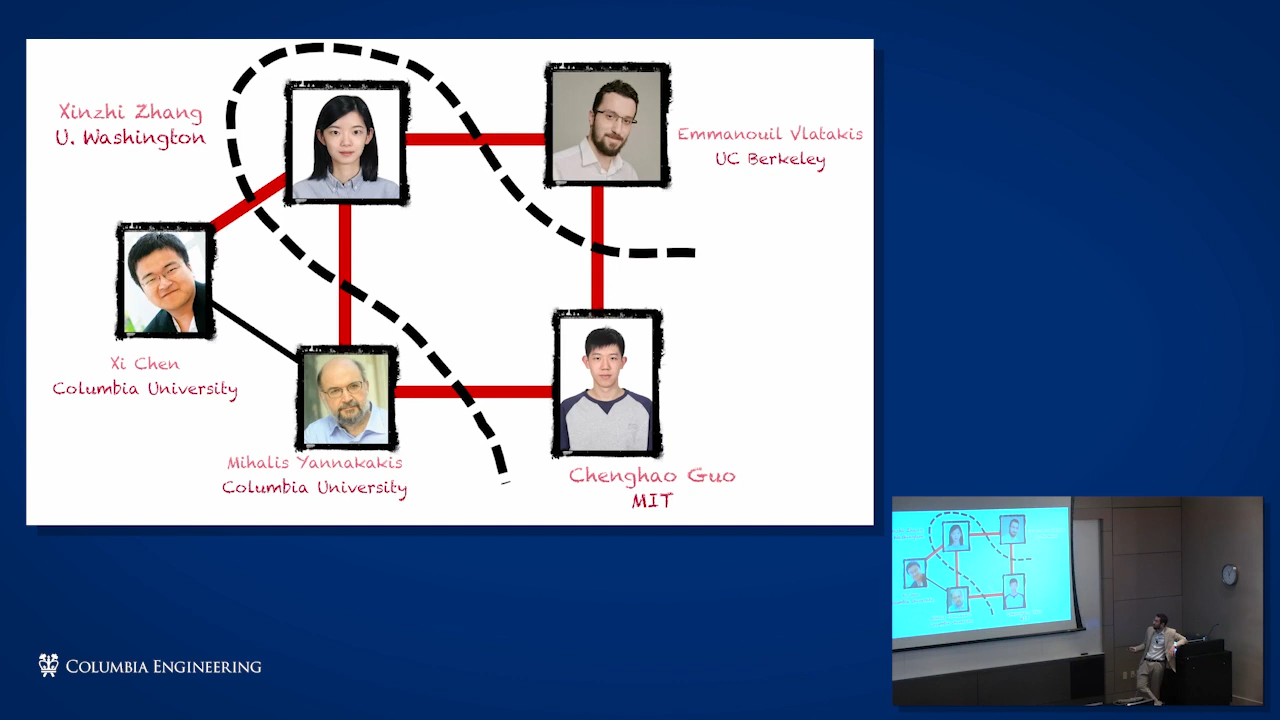 Xinzhi Zhang
U. Washington
Emmanouil Vlatakis
UC Berkeley
Xi Chen
Columbia University
Mihalis Yannakakis
Columbia University
Chenghao Guo
MIT
COLUMBIA ENGINEERING